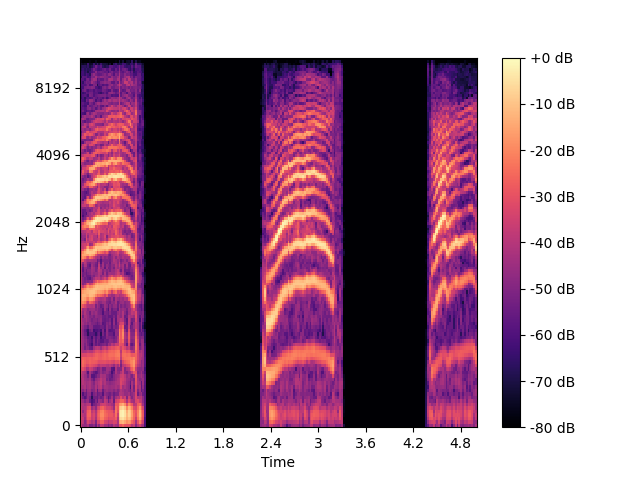 +0 dB
8192
-10 dB
4096
-20 dB
-30 dB
2048
Hz
-40 dB
1024
-50 dB
512
-60 dB
-70 dB
0
-80 dB
0 0.6 1.2 1.8 2.4 3 3.6 4.2 4.8
Time